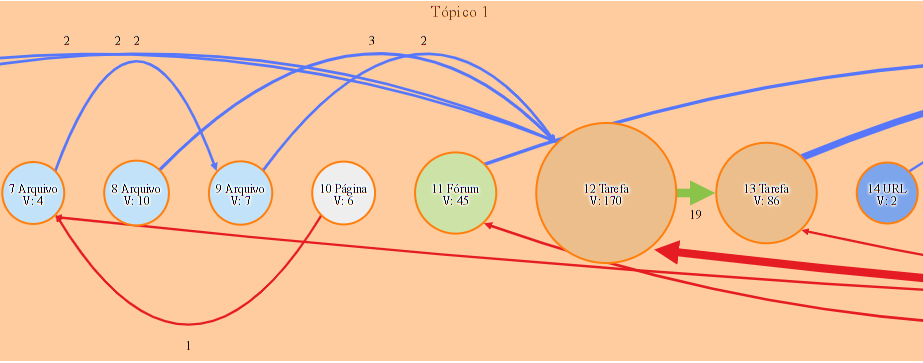 Tópico 1
2
2
2
3
2
7 Arquivo
V: 4
8 Arquivo
V: 10
9 Arquivo
V: 7
10 Página
V: 6
11 Fórum
V: 45
12 Tarefa
V: 170
13 Tarefa
V: 86
14 URL
V: 2
19
1